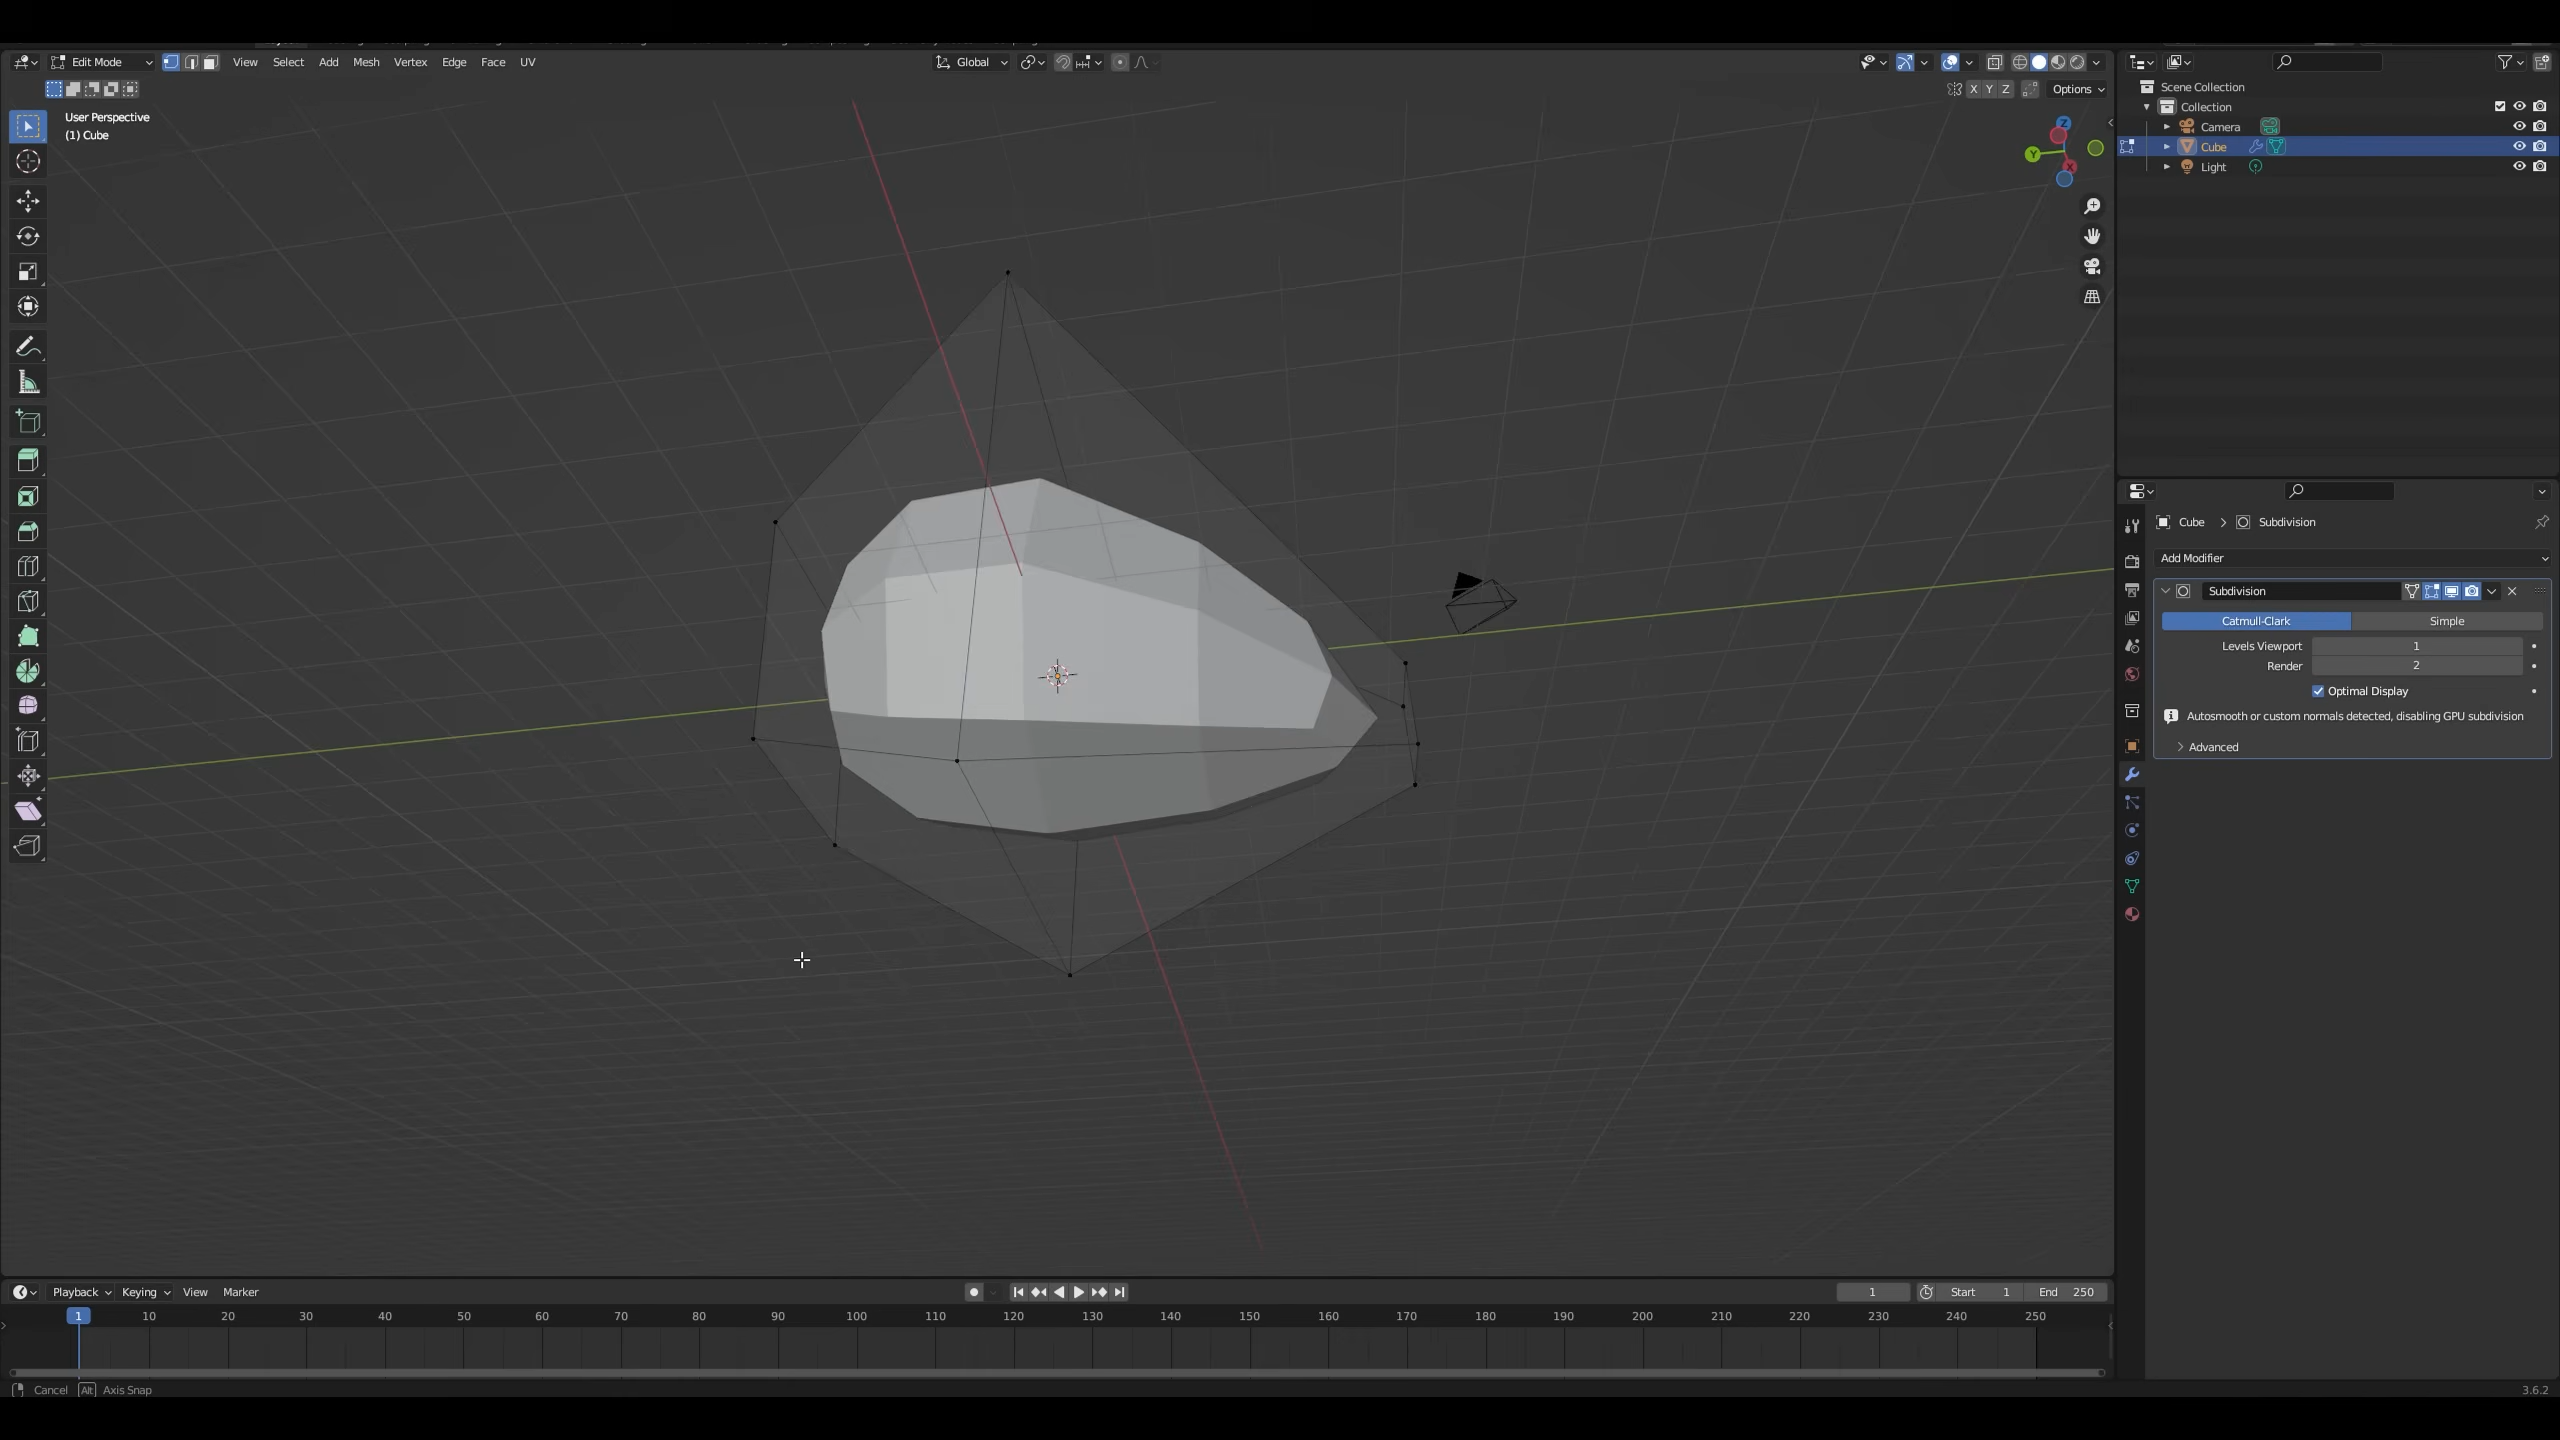 Edit Mode View Select Add Mesh Vertex Edge Face UV Global
X Y Z Options
User Perspective
(1) Cube
Z
Y
X
Scene Collection
Collection
Camera
Cube
Light
Cube > Subdivision
Add Modifier
Subdivision
Catmull-Clark Simple
Levels Viewport 1
Render 2
Optimal Display
Autosmooth or custom normals detected, disabling GPU subdivision
Advanced
Playback Keying View Marker 1 Start 1 End 250
1 10 20 30 40 50 60 70 80 90 100 110 120 130 140 150 160 170 180 190 200 210 220 230 240 250
Cancel Alt Axis Snap 3.6.2